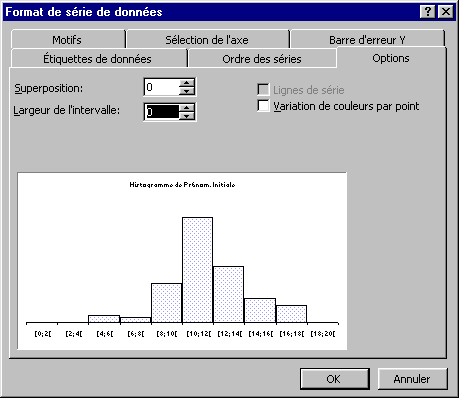 Format de série de données
Motifs
Sélection de l'axe
Barre d'erreur Y
Étiquettes de données
Ordre des séries
Options
Superposition:
0
Lignes de série
Largeur de l'intervalle:
0
Variation de couleurs par point
Histogramme de Prénom. Initiale
[0;2[ [2;4[ [4;6[ [6;8[ [8;10[ [10;12[ [12;14[ [14;16[ [16;18[ [18;20[
OK
Annuler